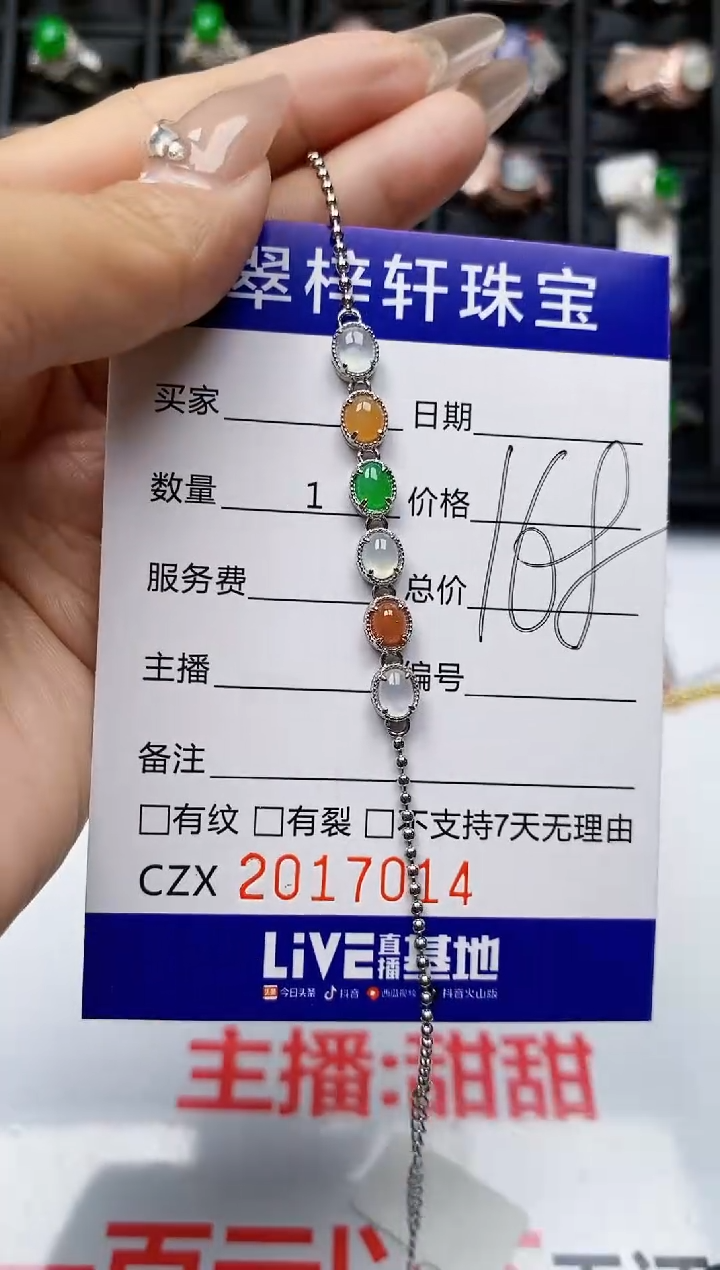 翠梓轩珠宝
买家 日期
数量 1 价格
服务费 总价 168
主播 编号
备注
□有纹 □有裂 □不支持7天无理由
CZX 2017014
LiVE直播基地
头条 今日头条 抖音 西瓜视频 抖音火山版
主播:甜甜